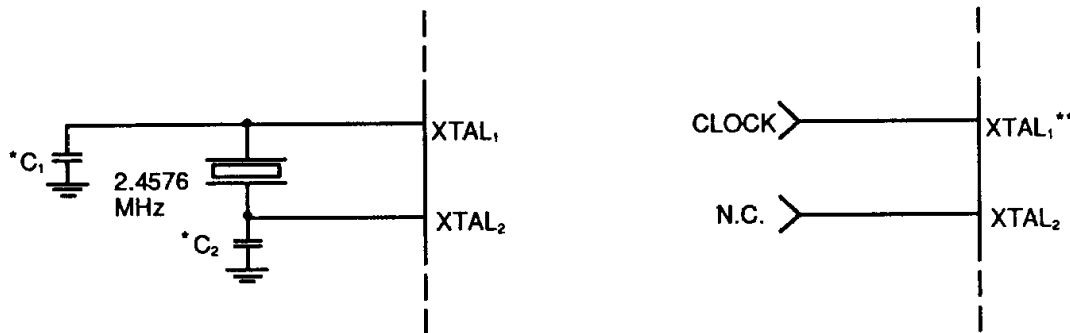 XTAL₁
*C₁
2.4576
MHz
XTAL₂
*C₂
CLOCK
XTAL₁**
N.C.
XTAL₂